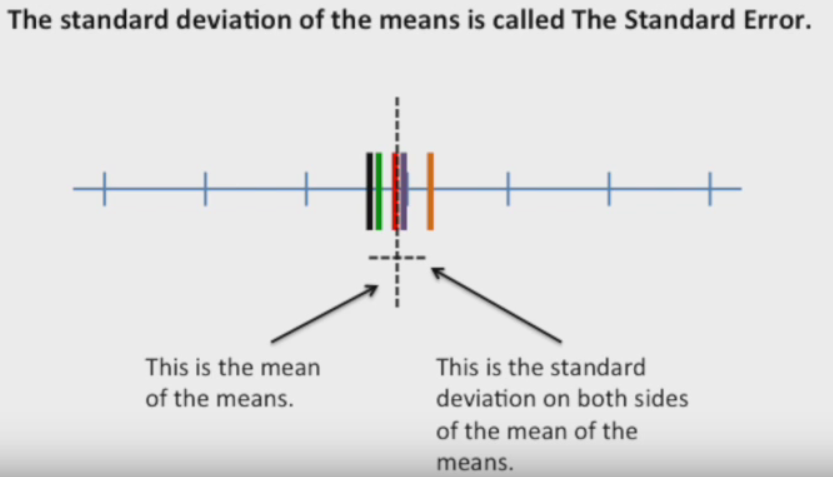 The standard deviation of the means is called The Standard Error.
This is the mean
of the means.
This is the standard
deviation on both sides
of the mean of the
means.